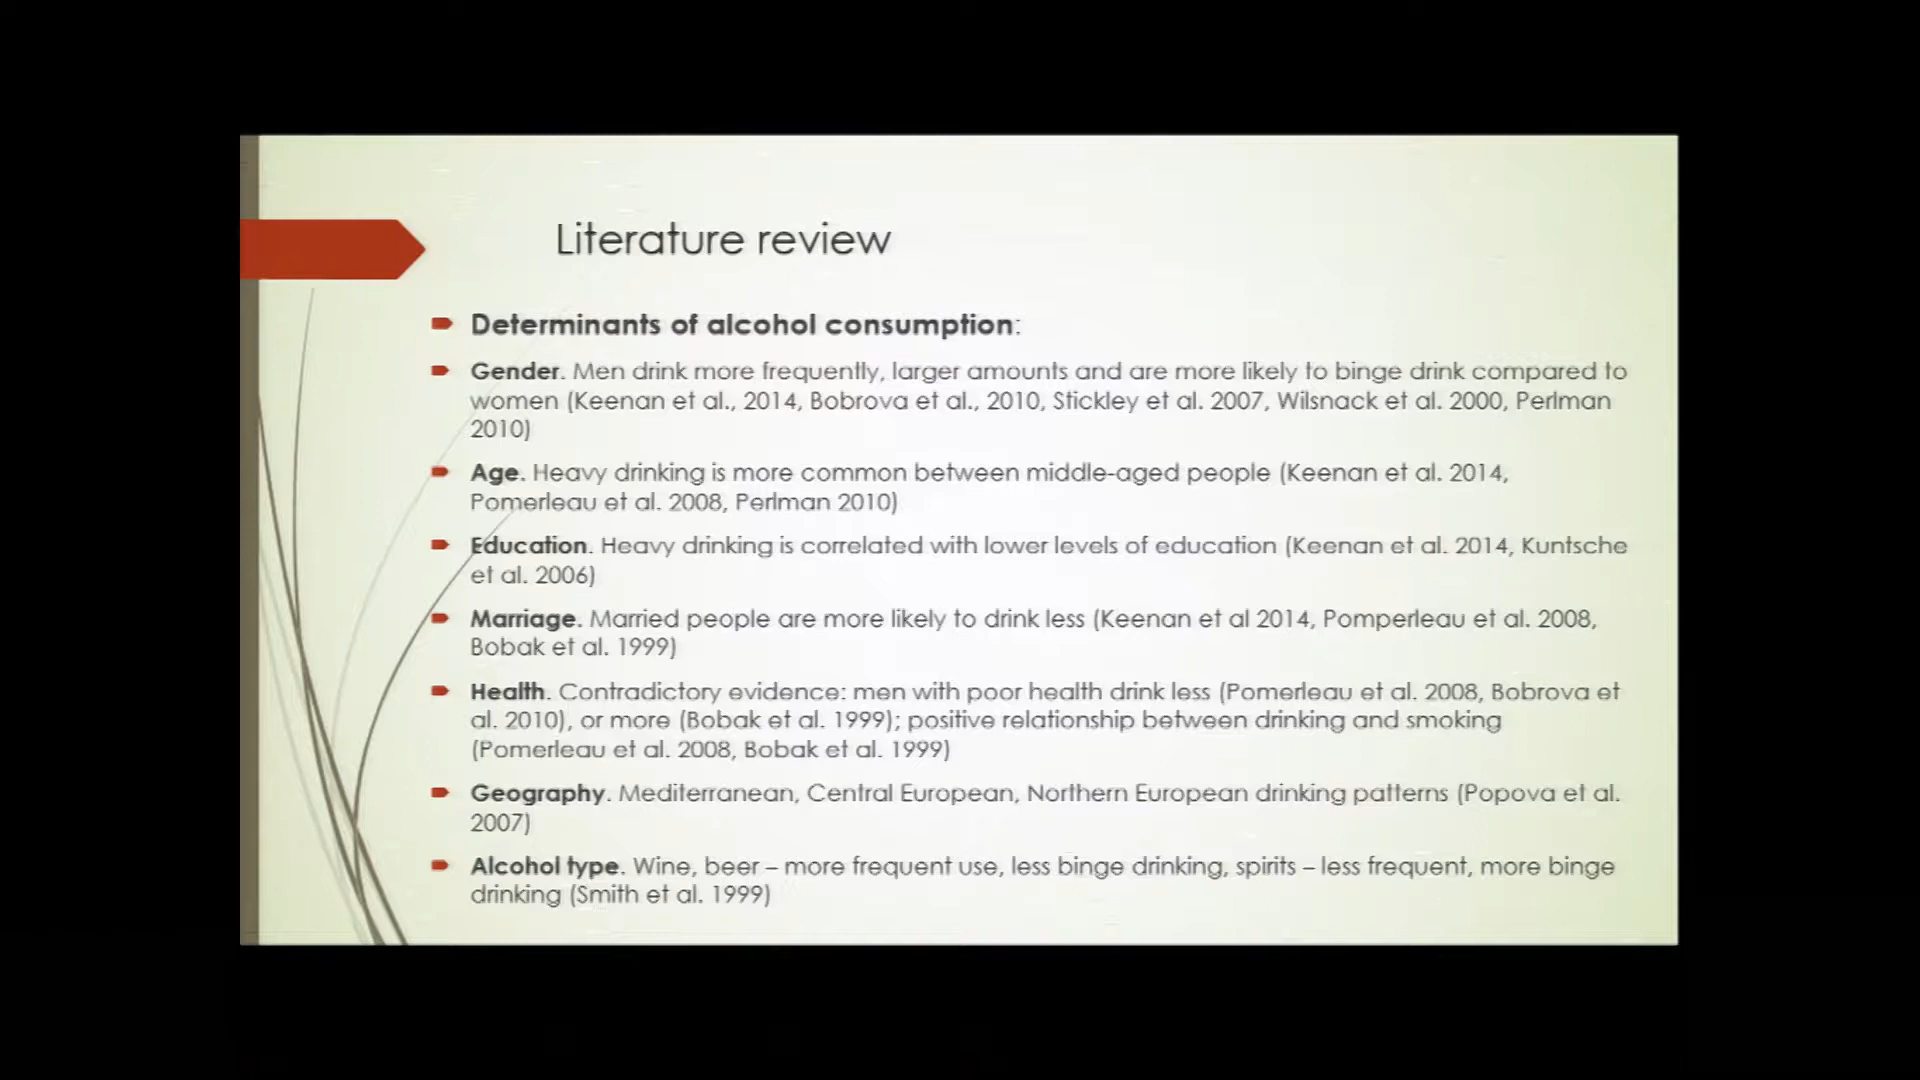 Literature review
Determinants of alcohol consumption:
Gender. Men drink more frequently, larger amounts and are more likely to binge drink compared to
women (Keenan et al., 2014, Bobrova et al., 2010, Stickley et al. 2007, Wilsnack et al. 2000, Perlman
2010)
Age. Heavy drinking is more common between middle-aged people (Keenan et al. 2014,
Pomerleau et al. 2008, Perlman 2010)
Education. Heavy drinking is correlated with lower levels of education (Keenan et al. 2014, Kuntsche
et al. 2006)
Marriage. Married people are more likely to drink less (Keenan et al 2014, Pomperleau et al. 2008,
Bobak et al. 1999)
Health. Contradictory evidence: men with poor health drink less (Pomerleau et al. 2008, Bobrova et
al. 2010), or more (Bobak et al. 1999); positive relationship between drinking and smoking
(Pomerleau et al. 2008, Bobak et al. 1999)
Geography. Mediterranean, Central European, Northern European drinking patterns (Popova et al.
2007)
Alcohol type. Wine, beer – more frequent use, less binge drinking, spirits – less frequent, more binge
drinking (Smith et al. 1999)